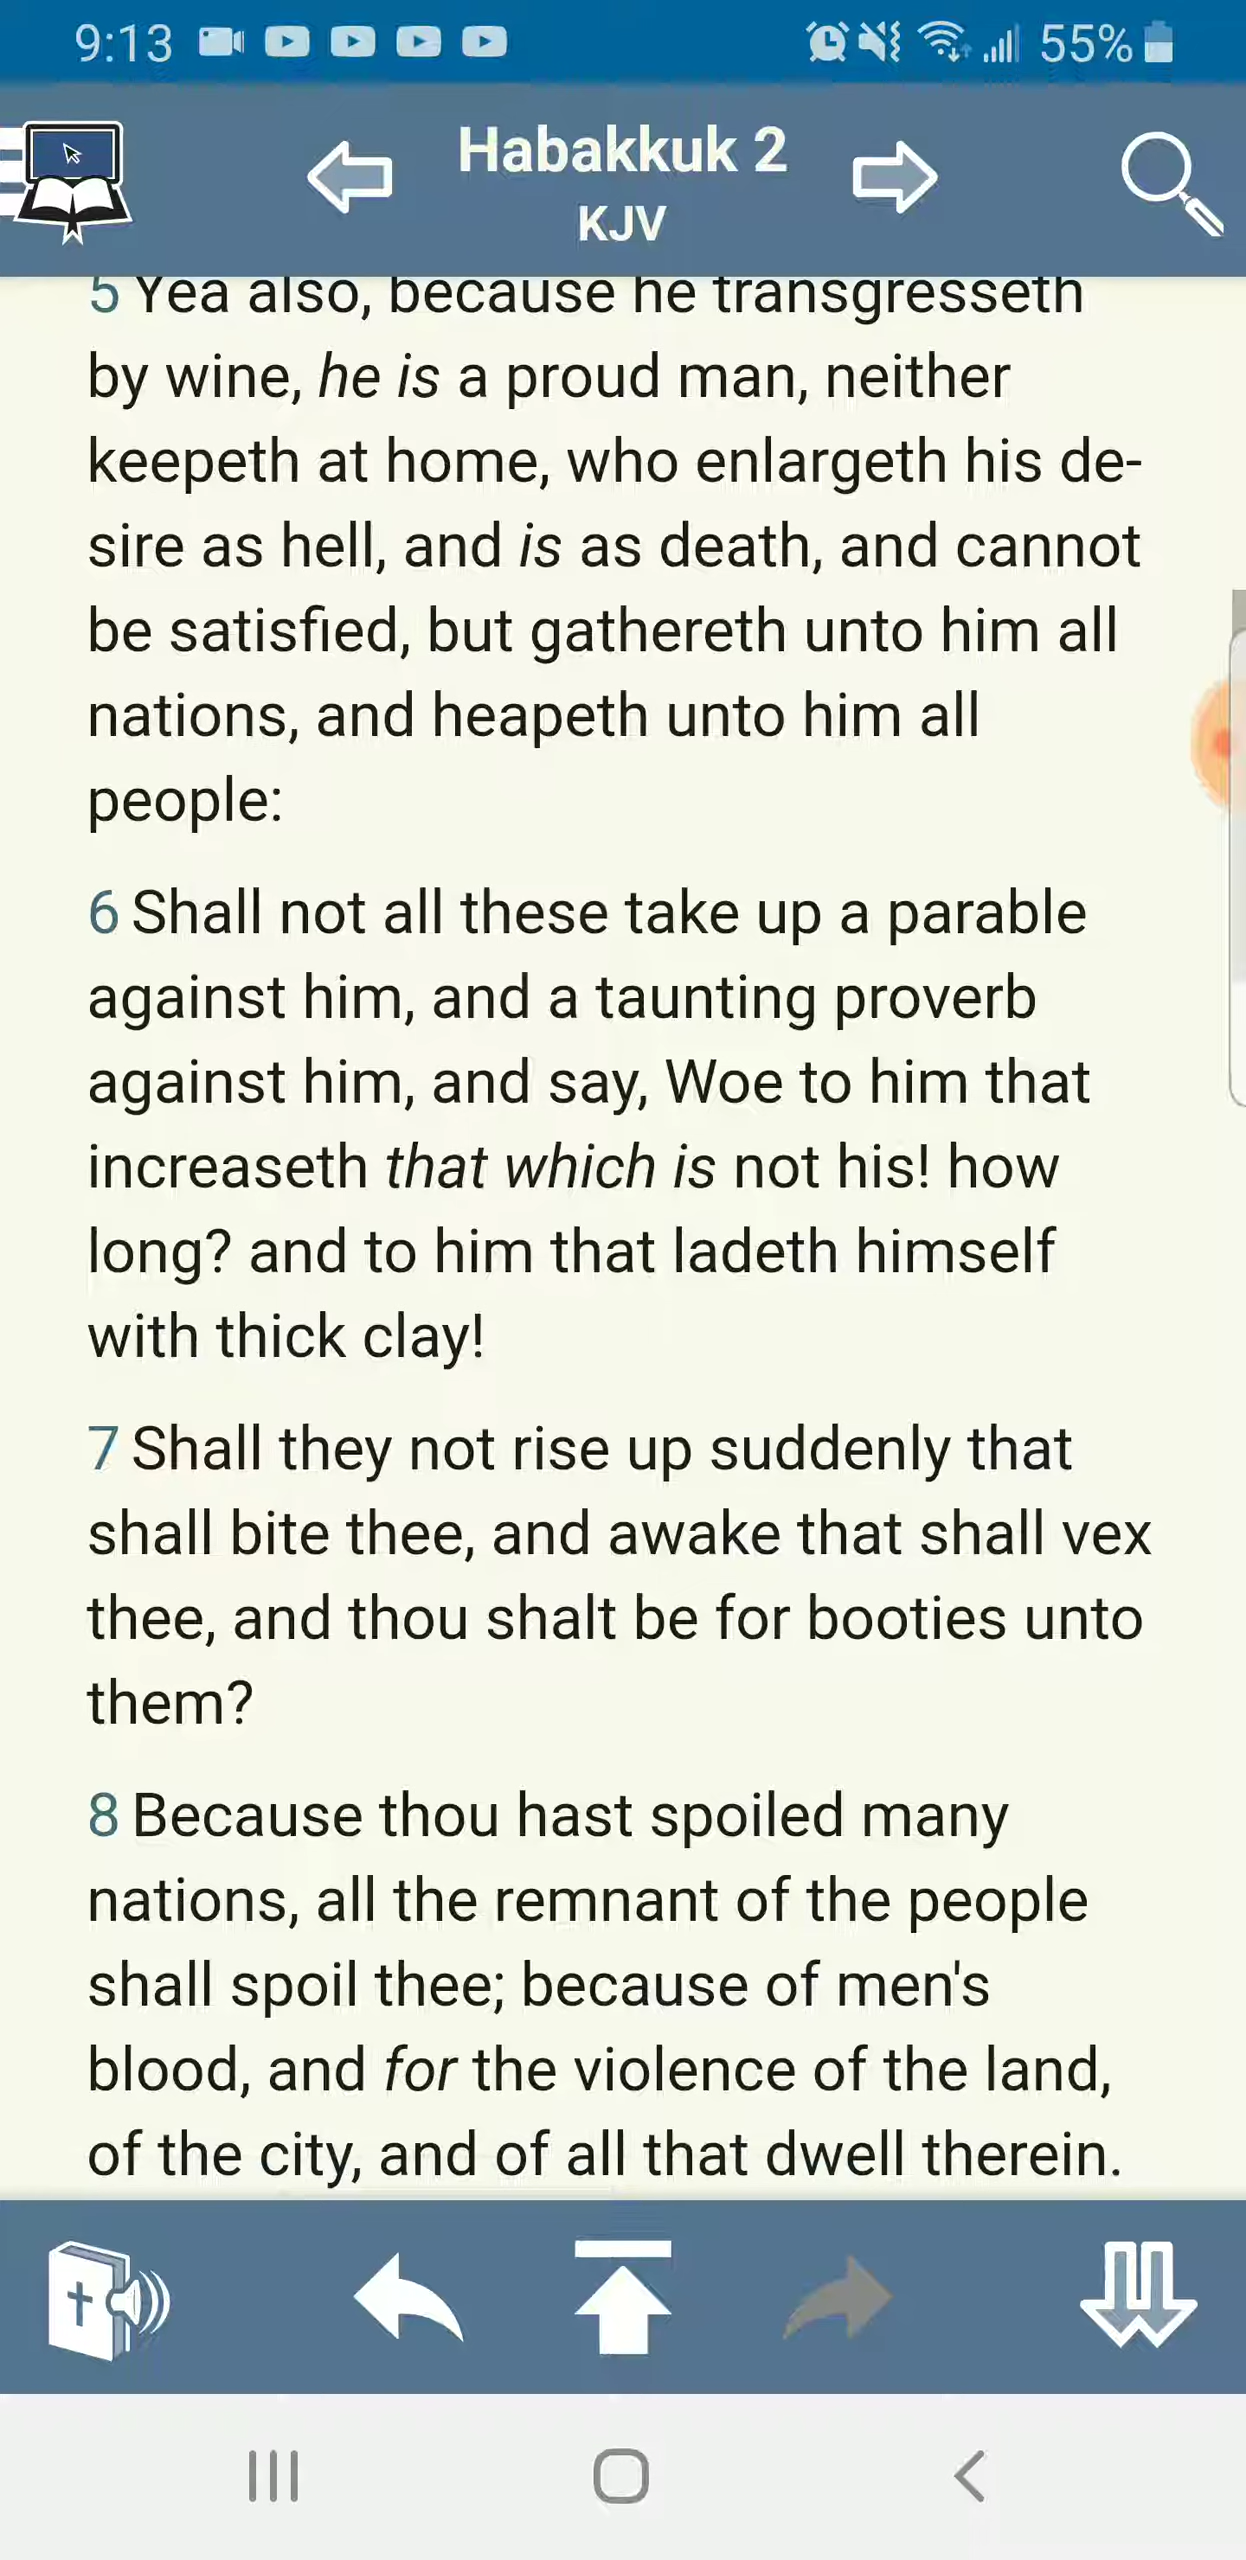 9:13
55%
Habakkuk 2
KJV
5 Yea also, because he transgresseth
by wine, he is a proud man, neither
keepeth at home, who enlargeth his de-
sire as hell, and is as death, and cannot
be satisfied, but gathereth unto him all
nations, and heapeth unto him all
people:
6 Shall not all these take up a parable
against him, and a taunting proverb
against him, and say, Woe to him that
increaseth that which is not his! how
long? and to him that ladeth himself
with thick clay!
7 Shall they not rise up suddenly that
shall bite thee, and awake that shall vex
thee, and thou shalt be for booties unto
them?
8 Because thou hast spoiled many
nations, all the remnant of the people
shall spoil thee; because of men's
blood, and for the violence of the land,
of the city, and of all that dwell therein.